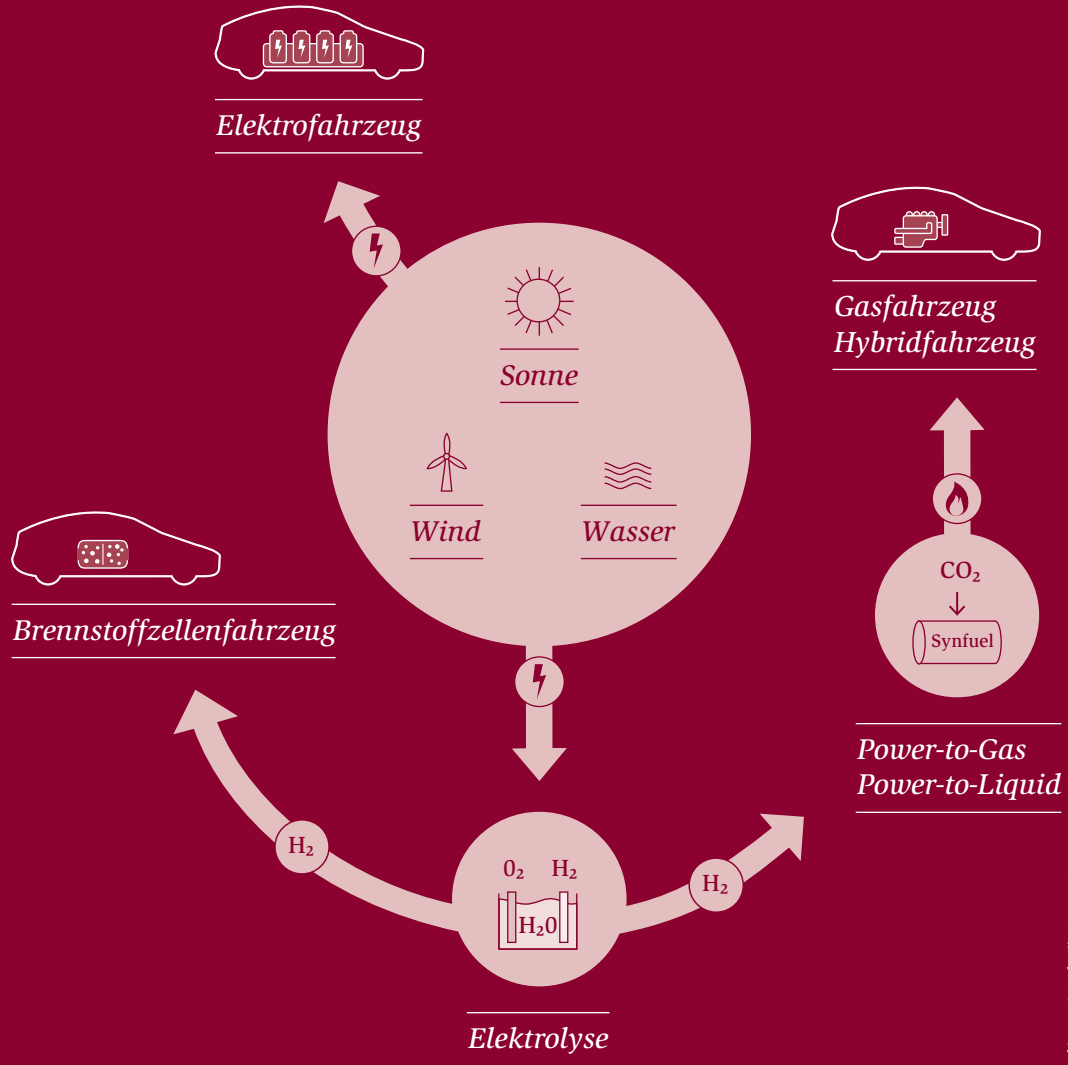 Elektrofahrzeug
Gasfahrzeug
Hybridfahrzeug
Sonne
Wind
Wasser
Brennstoffzellenfahrzeug
CO₂
Synfuel
Power-to-Gas
Power-to-Liquid
H₂
H₂
O₂ H₂
H₂0
Elektrolyse